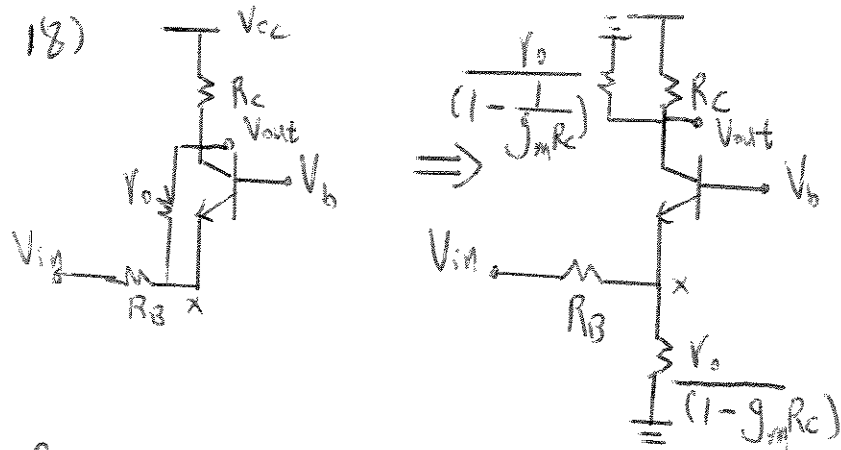 18)
Vcc
Rc
Vout
Vb
ro
Vin
RB
x
⇒
ro
(1 - 1/gmRc)
Rc
Vout
Vb
Vin
RB
x
ro
(1-gmRc)